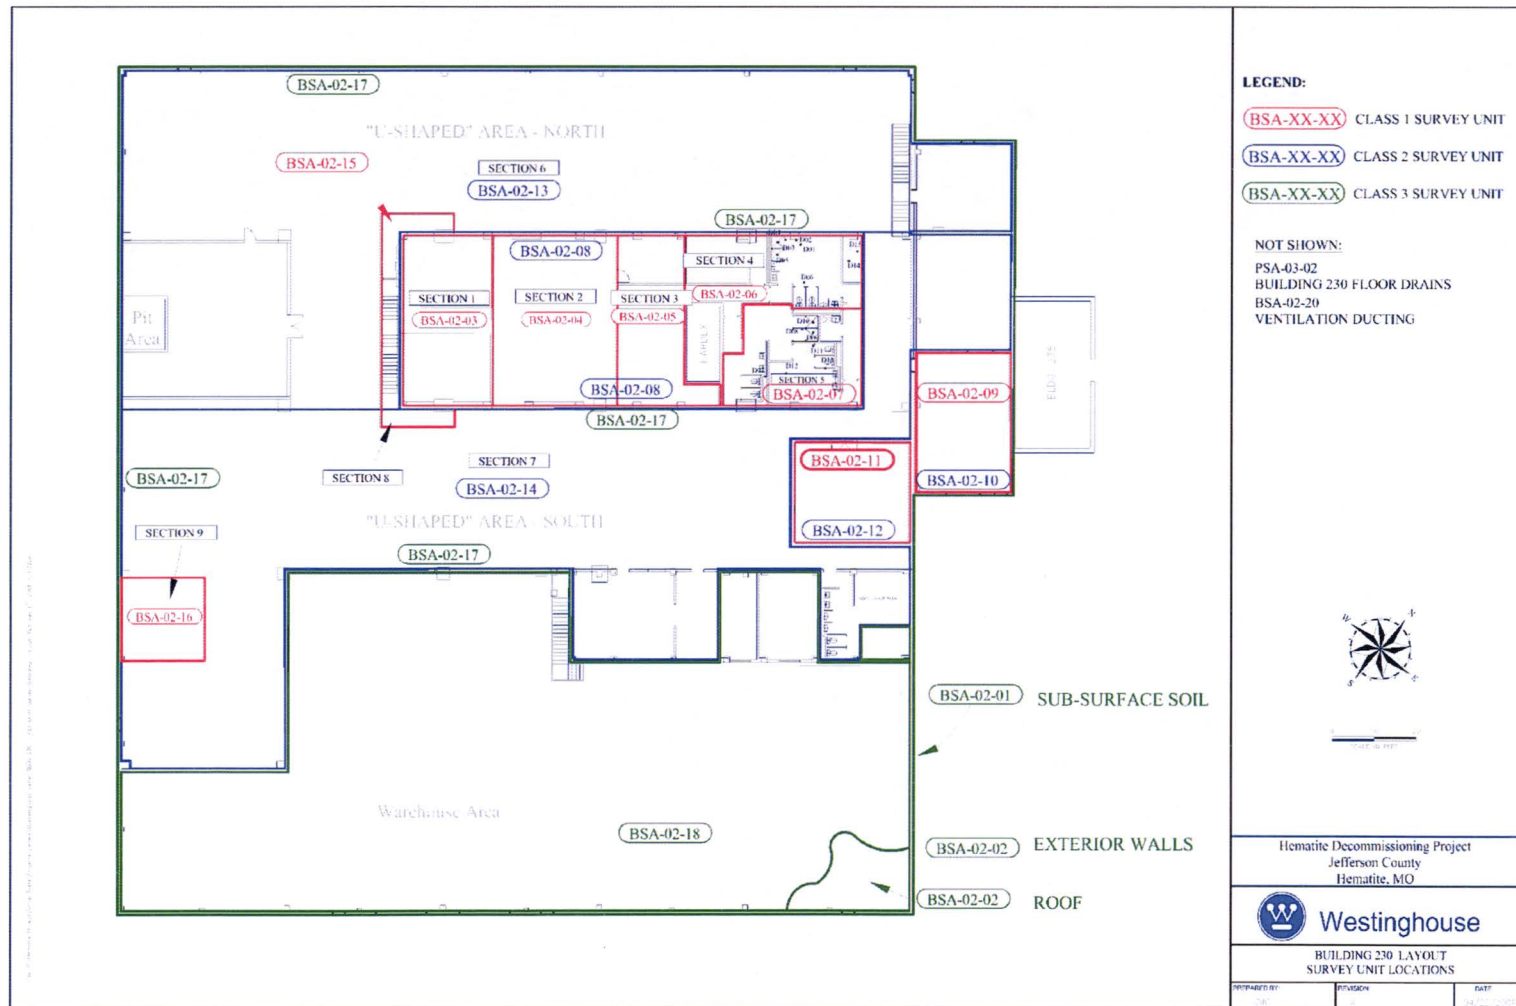 BSA-02-17
"U-SHAPED" AREA - NORTH
BSA-02-15
SECTION 6
BSA-02-13
BSA-02-17
BSA-02-08
SECTION 4
SECTION 1
SECTION 2
SECTION 3
BSA-02-06
BSA-02-03
BSA-02-04
BSA-02-05
Pit
Area
BSA-02-08
SECTION 5
BSA-02-07
BSA-02-09
BSA-02-17
BSA-02-11
SECTION 7
BSA-02-17
SECTION 8
BSA-02-14
BSA-02-10
"U-SHAPED" AREA - SOUTH
BSA-02-12
SECTION 9
BSA-02-17
BSA-02-16
BSA-02-01 SUB-SURFACE SOIL
Warehouse Area
BSA-02-18
BSA-02-02 EXTERIOR WALLS
BSA-02-02 ROOF
LEGEND:
BSA-XX-XX CLASS 1 SURVEY UNIT
BSA-XX-XX CLASS 2 SURVEY UNIT
BSA-XX-XX CLASS 3 SURVEY UNIT
NOT SHOWN:
PSA-03-02
BUILDING 230 FLOOR DRAINS
BSA-02-20
VENTILATION DUCTING
Hematite Decommissioning Project
Jefferson County
Hematite, MO
Westinghouse
BUILDING 230 LAYOUT
SURVEY UNIT LOCATIONS
PREPARED BY:
REVISION
DATE